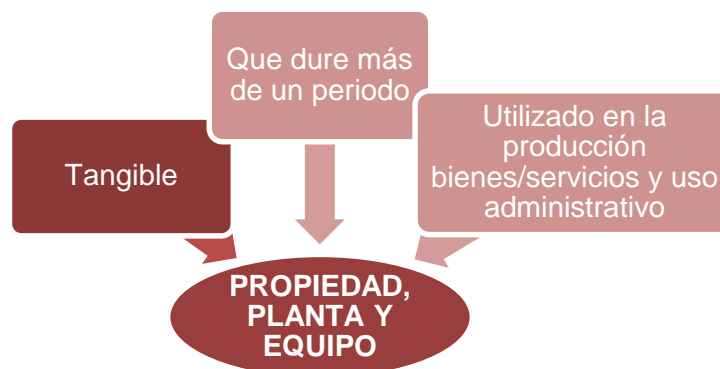 Que dure más
de un periodo
Tangible
Utilizado en la
producción
bienes/servicios y uso
administrativo
PROPIEDAD,
PLANTA Y
EQUIPO